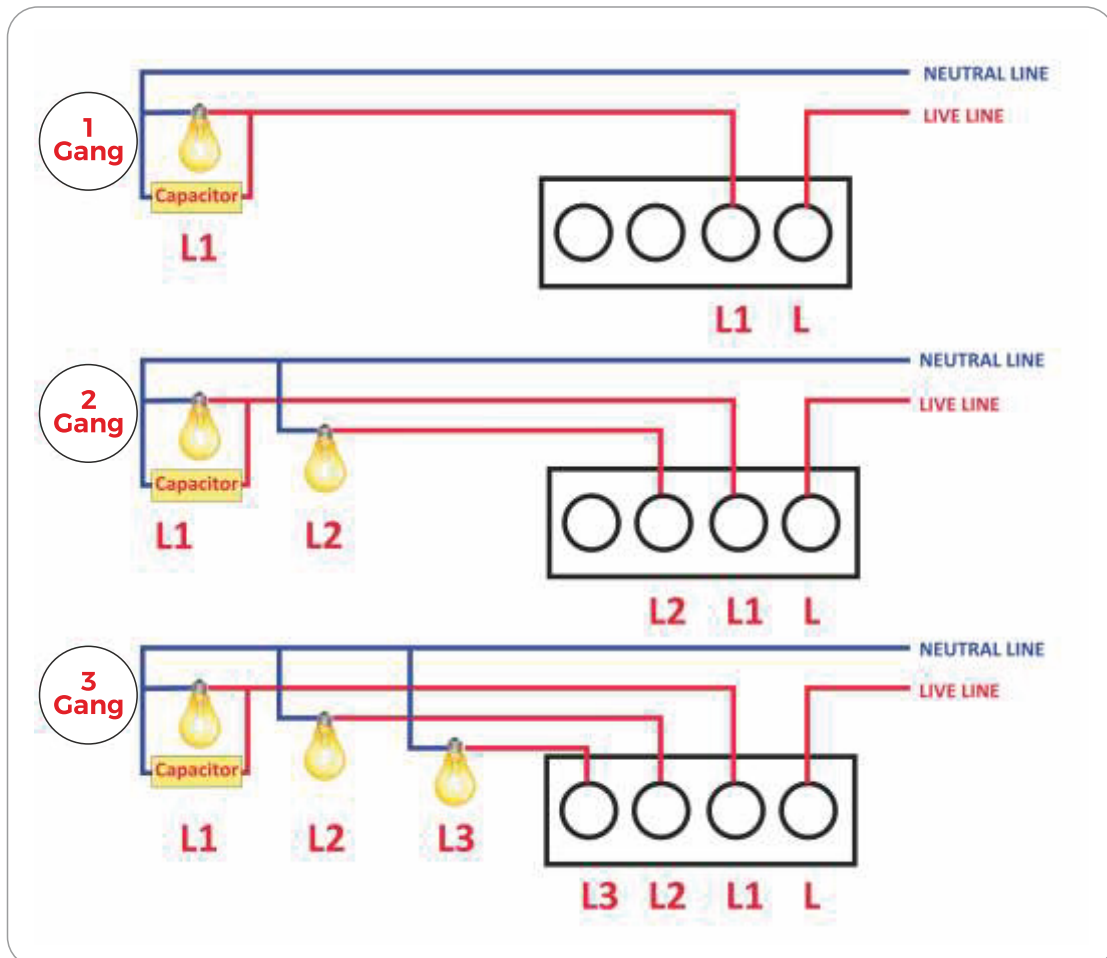 NEUTRAL LINE
1
Gang
LIVE LINE
Capacitor
L1
L1 L
NEUTRAL LINE
2
Gang
LIVE LINE
Capacitor
L1 L2
L2 L1 L
NEUTRAL LINE
3
Gang
LIVE LINE
Capacitor
L1 L2 L3
L3 L2 L1 L